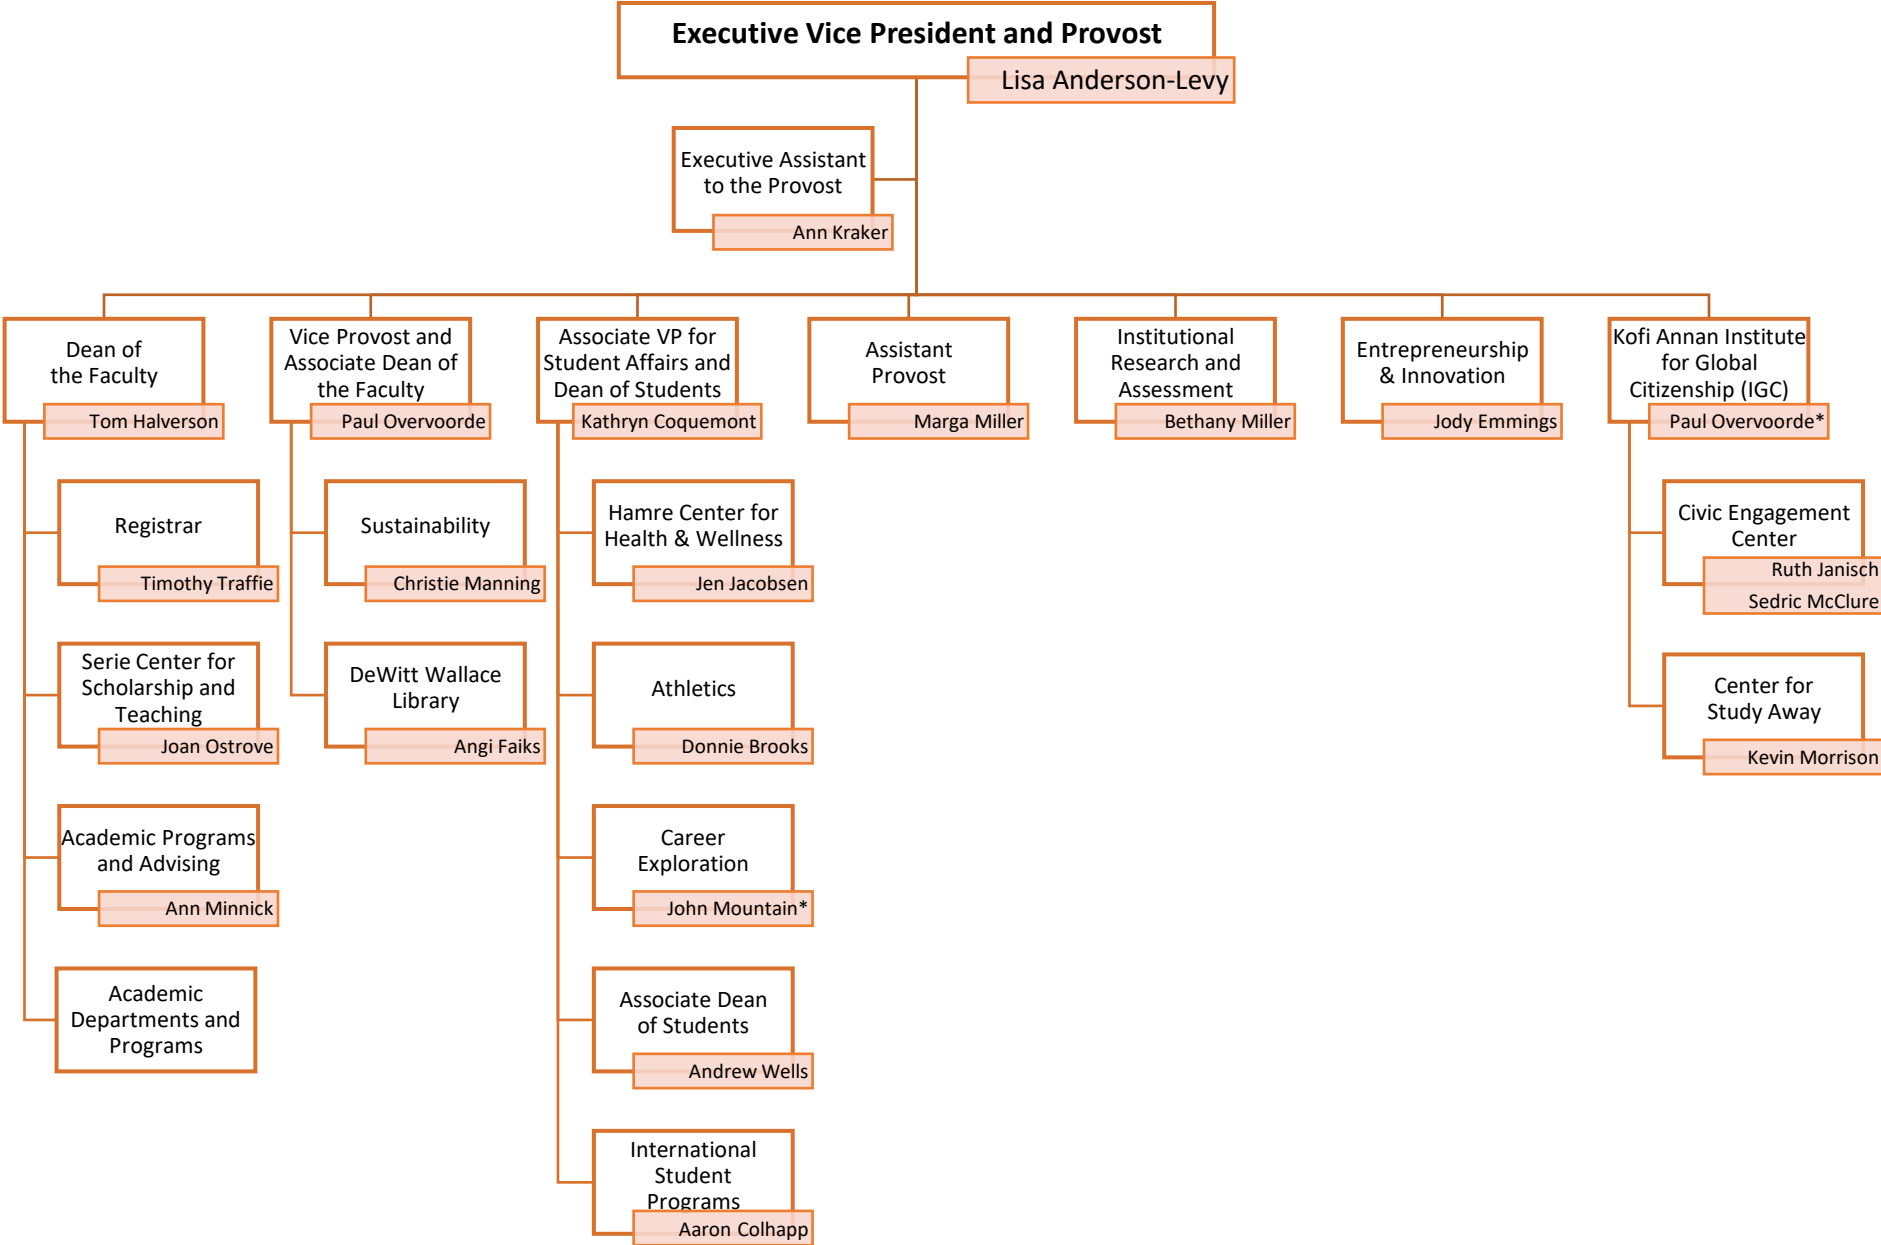 Executive Vice President and Provost
Lisa Anderson-Levy
Executive Assistant
to the Provost
Ann Kraker
Dean of
the Faculty
Tom Halverson
Registrar
Timothy Traffie
Serie Center for
Scholarship and
Teaching
Joan Ostrove
Academic Programs
and Advising
Ann Minnick
Academic
Departments and
Programs
Vice Provost and
Associate Dean of
the Faculty
Paul Overvoorde
Sustainability
Christie Manning
DeWitt Wallace
Library
Angi Faiks
Associate VP for
Student Affairs and
Dean of Students
Kathryn Coquemont
Hamre Center for
Health & Wellness
Jen Jacobsen
Athletics
Donnie Brooks
Career
Exploration
John Mountain*
Associate Dean
of Students
Andrew Wells
International
Student
Programs
Aaron Colhapp
Assistant
Provost
Marga Miller
Institutional
Research and
Assessment
Bethany Miller
Entrepreneurship
& Innovation
Jody Emmings
Kofi Annan Institute
for Global
Citizenship (IGC)
Paul Overvoorde*
Civic Engagement
Center
Ruth Janisch
Sedric McClure
Center for
Study Away
Kevin Morrison